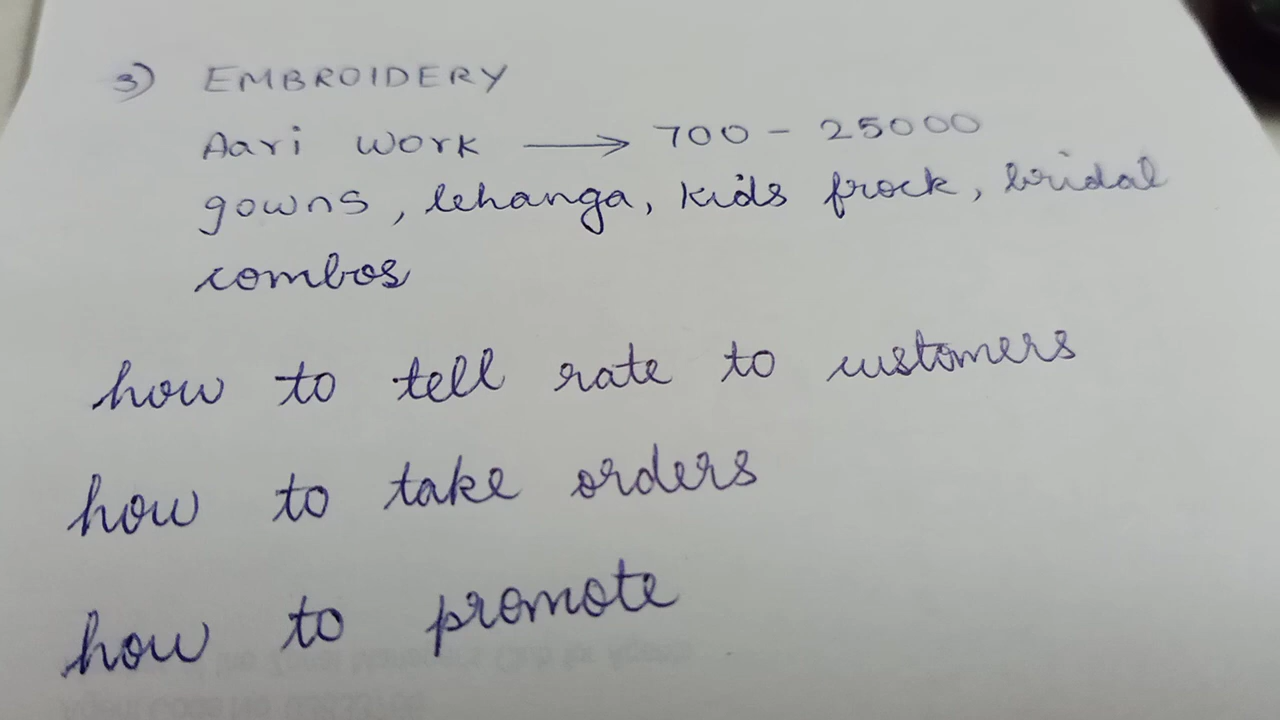 3) EMBROIDERY
Aari work → 700 - 25000
gowns, lehanga, kids frock, bridal
combos
how to tell rate to customers
how to take orders
how to promote